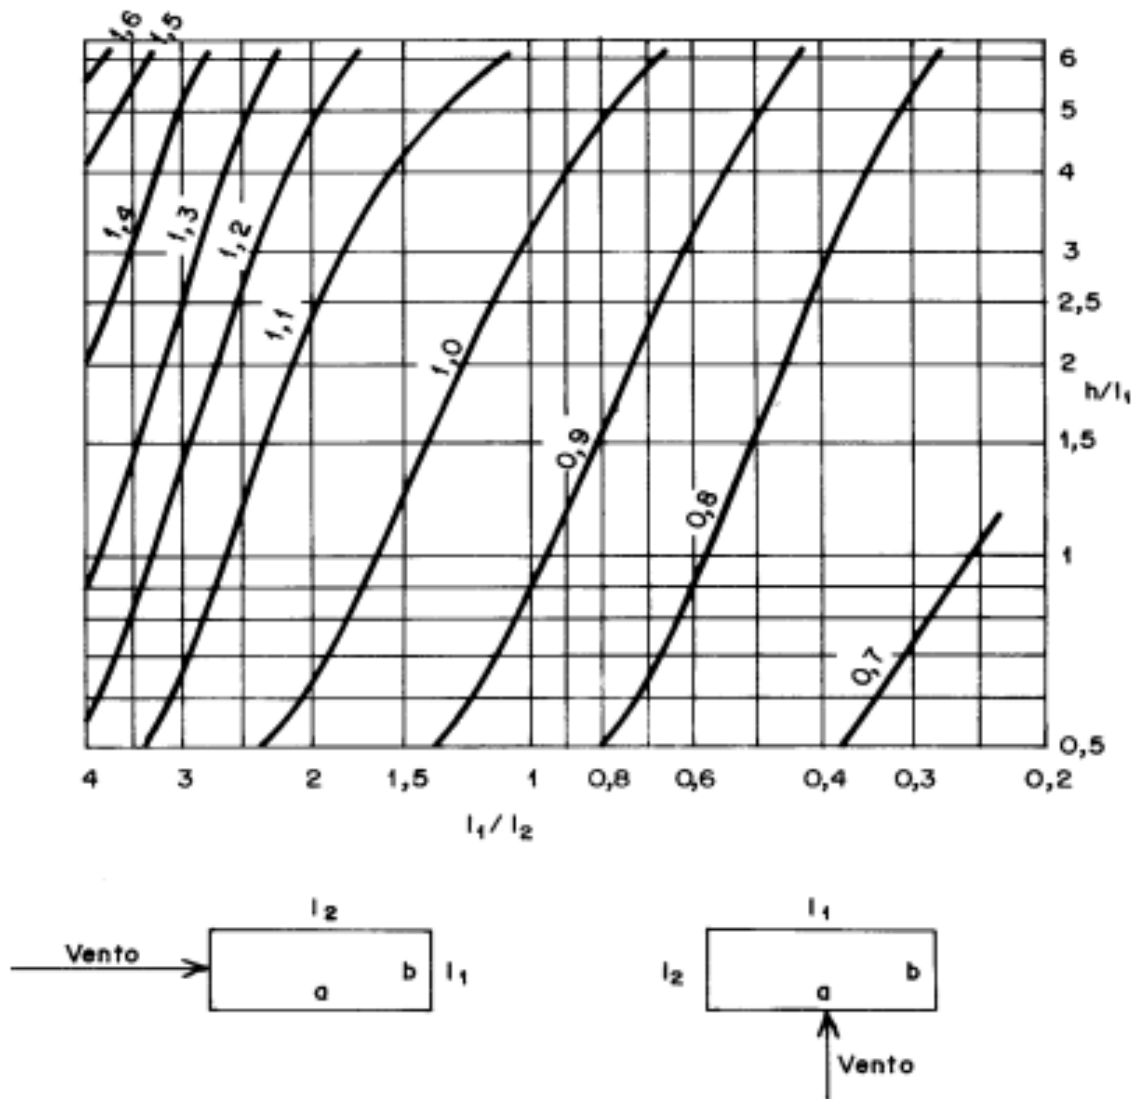 1,6
1,5
1,4
1,3
1,2
1,1
1,0
0,9
0,8
0,7
6
5
4
3
2,5
2
h/l₁
1,5
1
0,5
4 3 2 1,5 1 0,8 0,6 0,4 0,3 0,2
l₁/l₂
l₂
Vento
b l₁
a
l₁
l₂ b
a
Vento